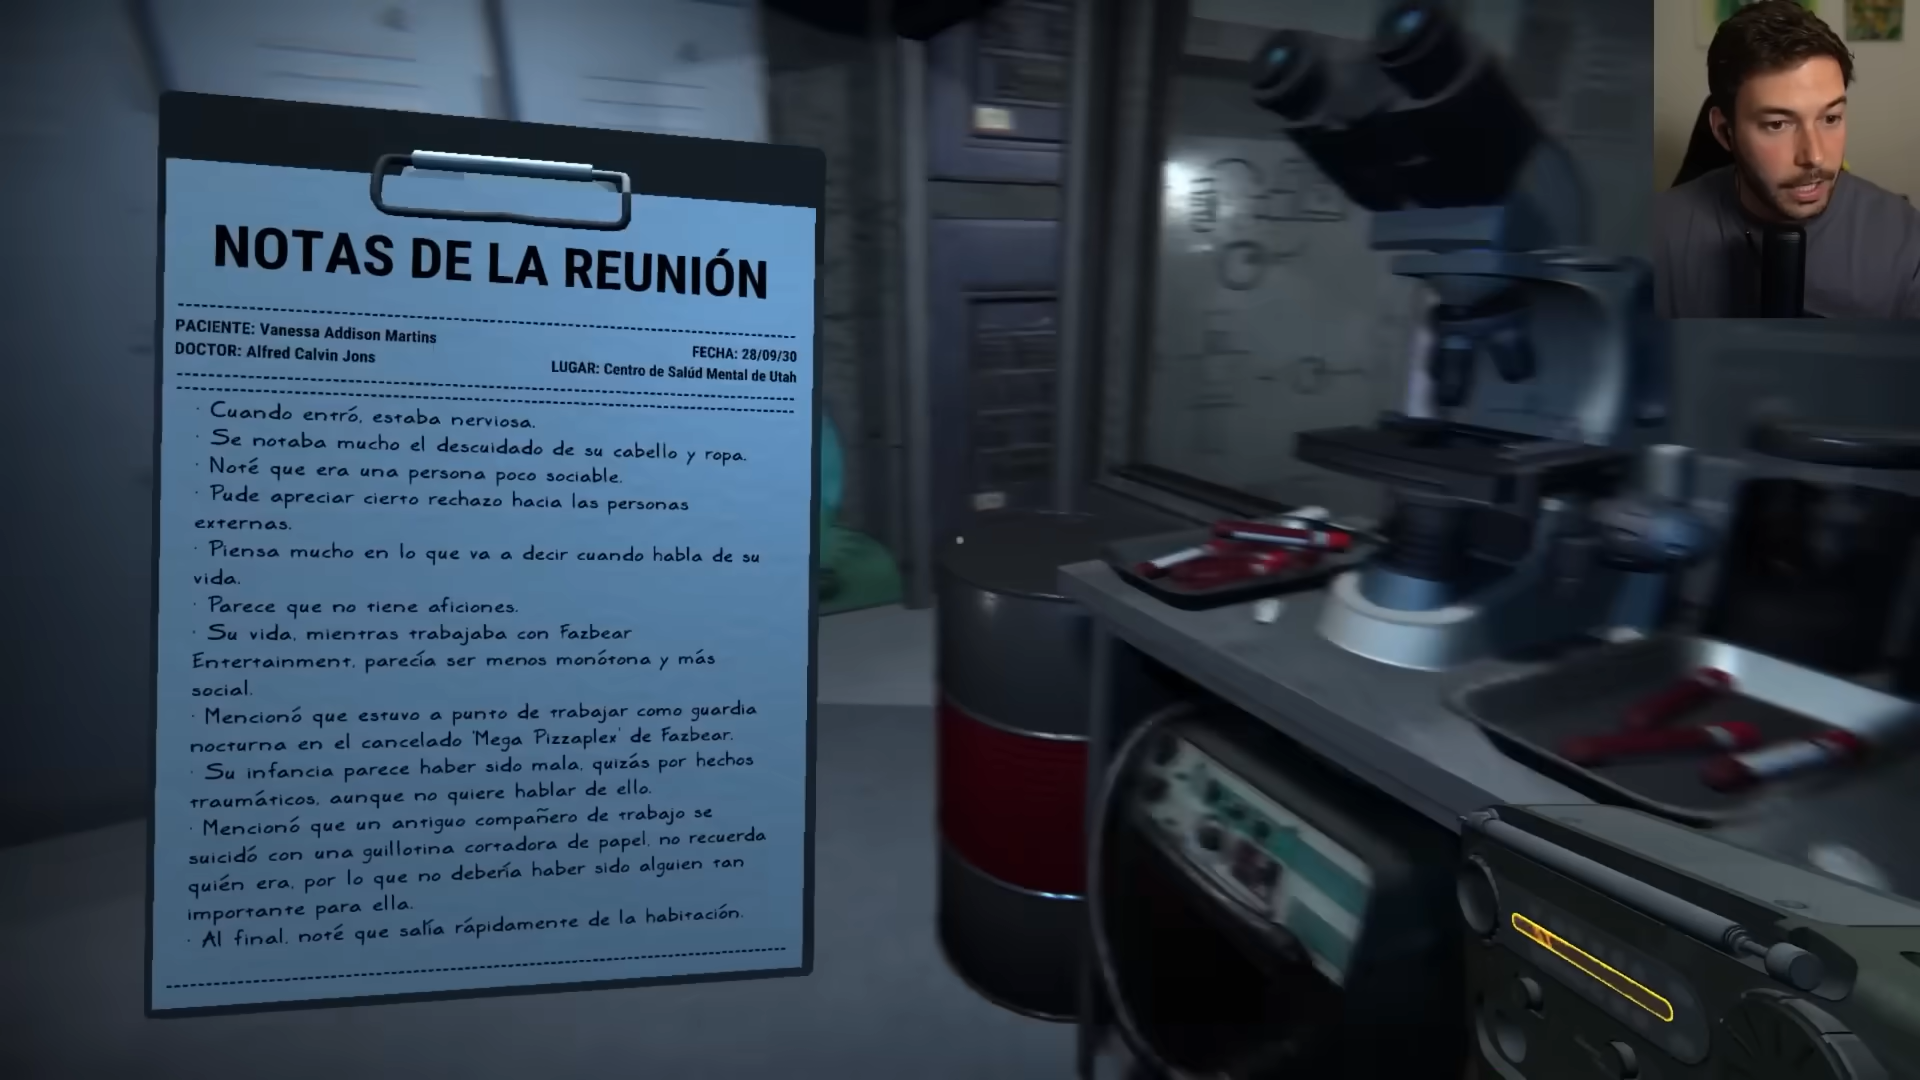 NOTAS DE LA REUNIÓN
PACIENTE: Vanessa Addison Martins
DOCTOR: Alfred Calvin Jons
FECHA: 28/09/30
LUGAR: Centro de Salúd Mental de Utah
· Cuando entró, estaba nerviosa.
· Se notaba mucho el descuidado de su cabello y ropa.
· Noté que era una persona poco sociable.
· Pude apreciar cierto rechazo hacia las personas
externas.
· Piensa mucho en lo que va a decir cuando habla de su
vida.
· Parece que no tiene aficiones.
· Su vida, mientras trabajaba con Fazbear
Entertainment, parecía ser menos monótona y más
social.
· Mencionó que estuvo a punto de trabajar como guardia
nocturna en el cancelado 'Mega Pizzaplex' de Fazbear.
· Su infancia parece haber sido mala, quizás por hechos
traumáticos, aunque no quiere hablar de ello.
· Mencionó que un antiguo compañero de trabajo se
suicidó con una guillotina cortadora de papel, no recuerda
quién era, por lo que no debería haber sido alguien tan
importante para ella.
· Al final, noté que salía rápidamente de la habitación.